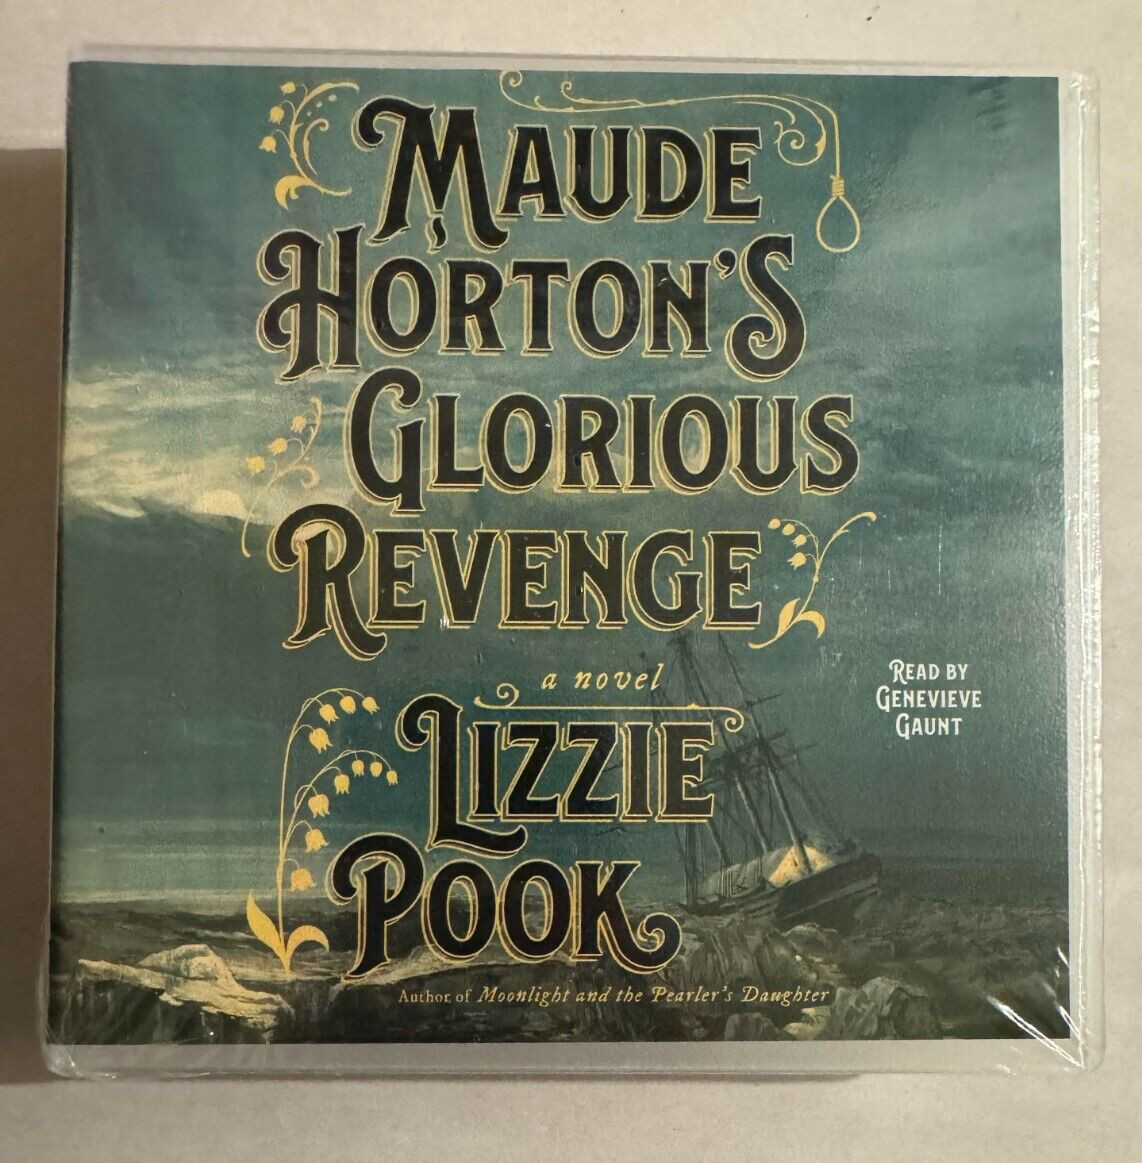 MAUDE
HORTON'S
GLORIOUS
REVENGE
a novel
LIZZIE
POOK
READ BY
GENEVIEVE
GAUNT
Author of Moonlight and the Pearler's Daughter